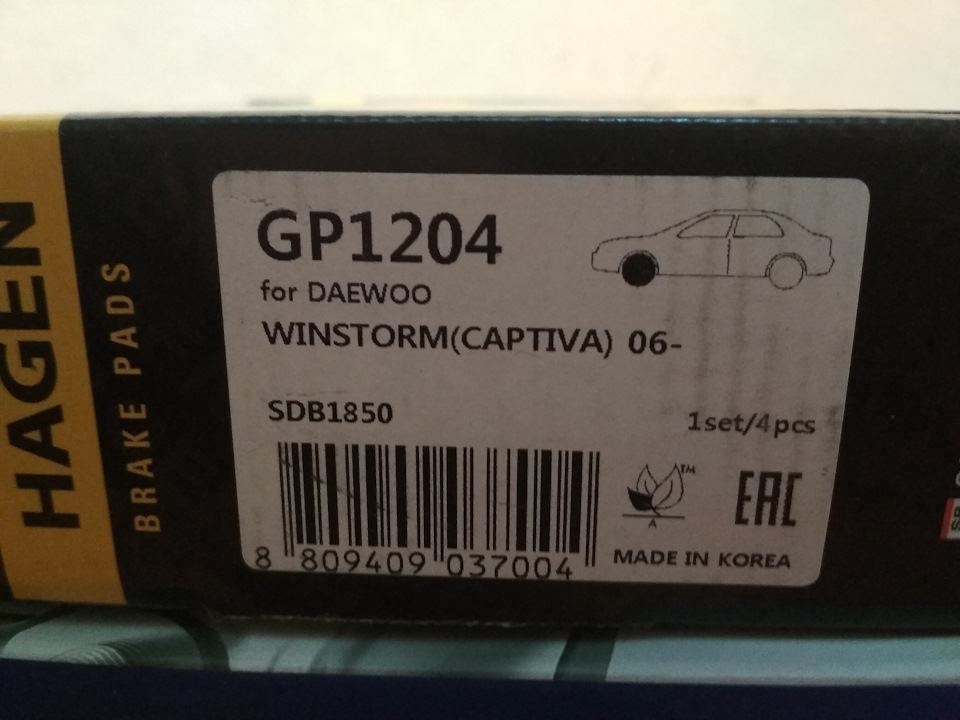 HAGEN
BRAKE PADS
GP1204
for DAEWOO
WINSTORM(CAPTIVA) 06-
SDB1850
1set/4pcs
8 809409 037004
TM
A
EAC
MADE IN KOREA